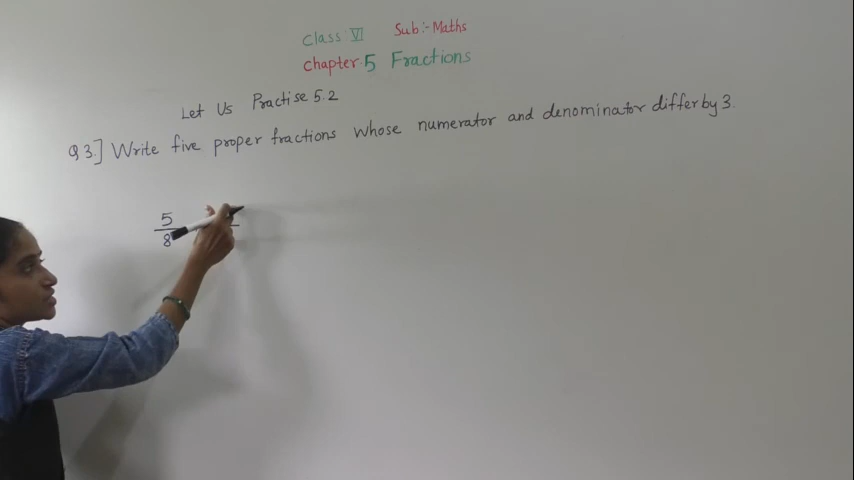 Class VI Sub:- Maths
Chapter. 5 Fractions
Let Us Practise 5.2
Q 3.] Write five proper fractions whose numerator and denominator differ by 3.
5
8